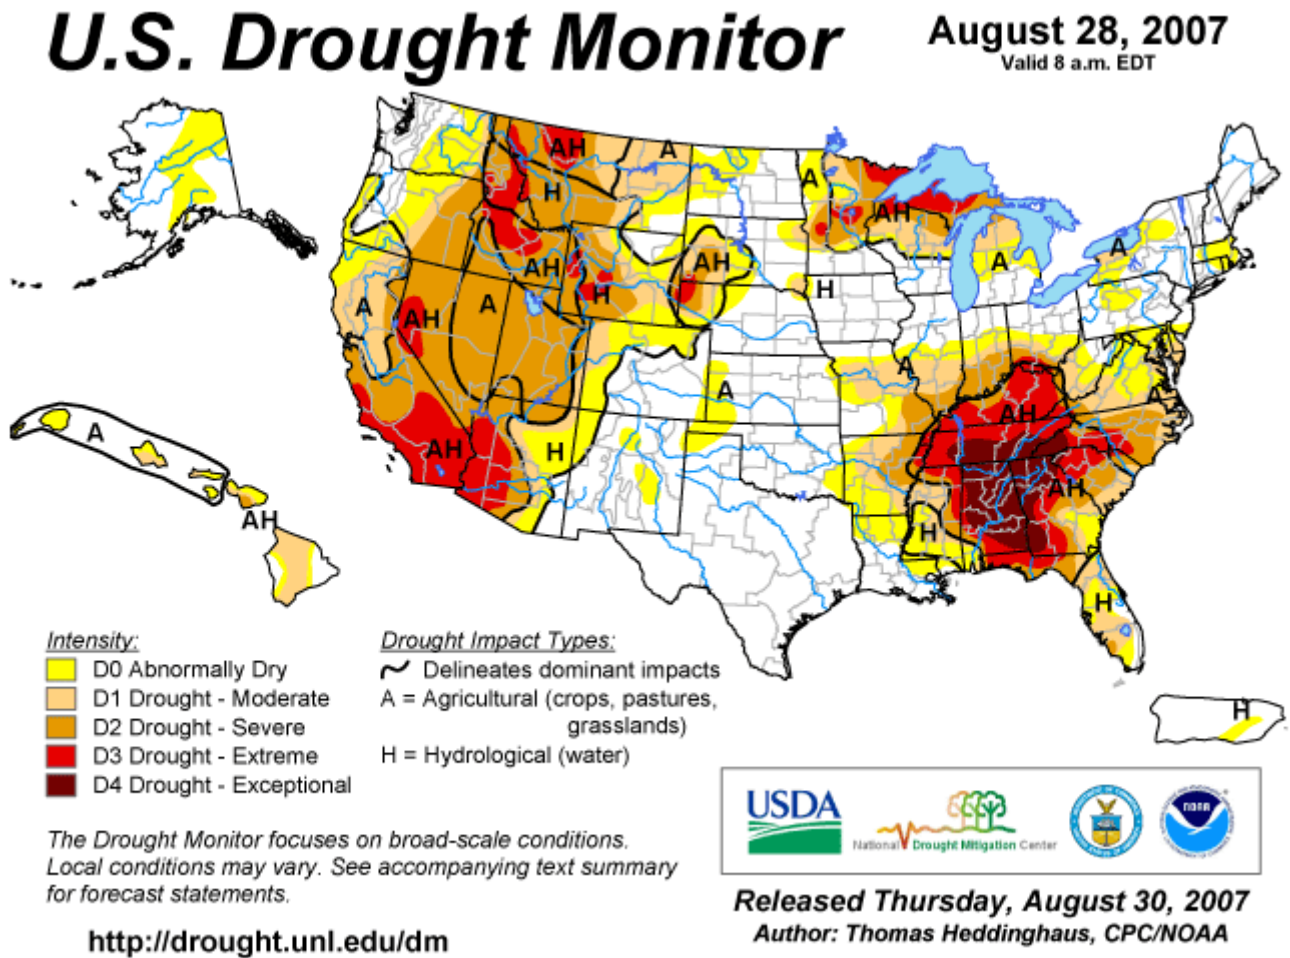 U.S. Drought Monitor
August 28, 2007
Valid 8 a.m. EDT
AH
A
H
A
AH
A
AH
AH
A
H
H
A
A
AH
A
A
A
AH
AH
H
A
AH
AH
H
H
H
Intensity:
D0 Abnormally Dry
D1 Drought - Moderate
D2 Drought - Severe
D3 Drought - Extreme
D4 Drought - Exceptional
Drought Impact Types:
Delineates dominant impacts
A = Agricultural (crops, pastures,
grasslands)
H = Hydrological (water)
The Drought Monitor focuses on broad-scale conditions.
Local conditions may vary. See accompanying text summary
for forecast statements.
http://drought.unl.edu/dm
USDA
National Drought Mitigation Center
NOAA
Released Thursday, August 30, 2007
Author: Thomas Heddinghaus, CPC/NOAA